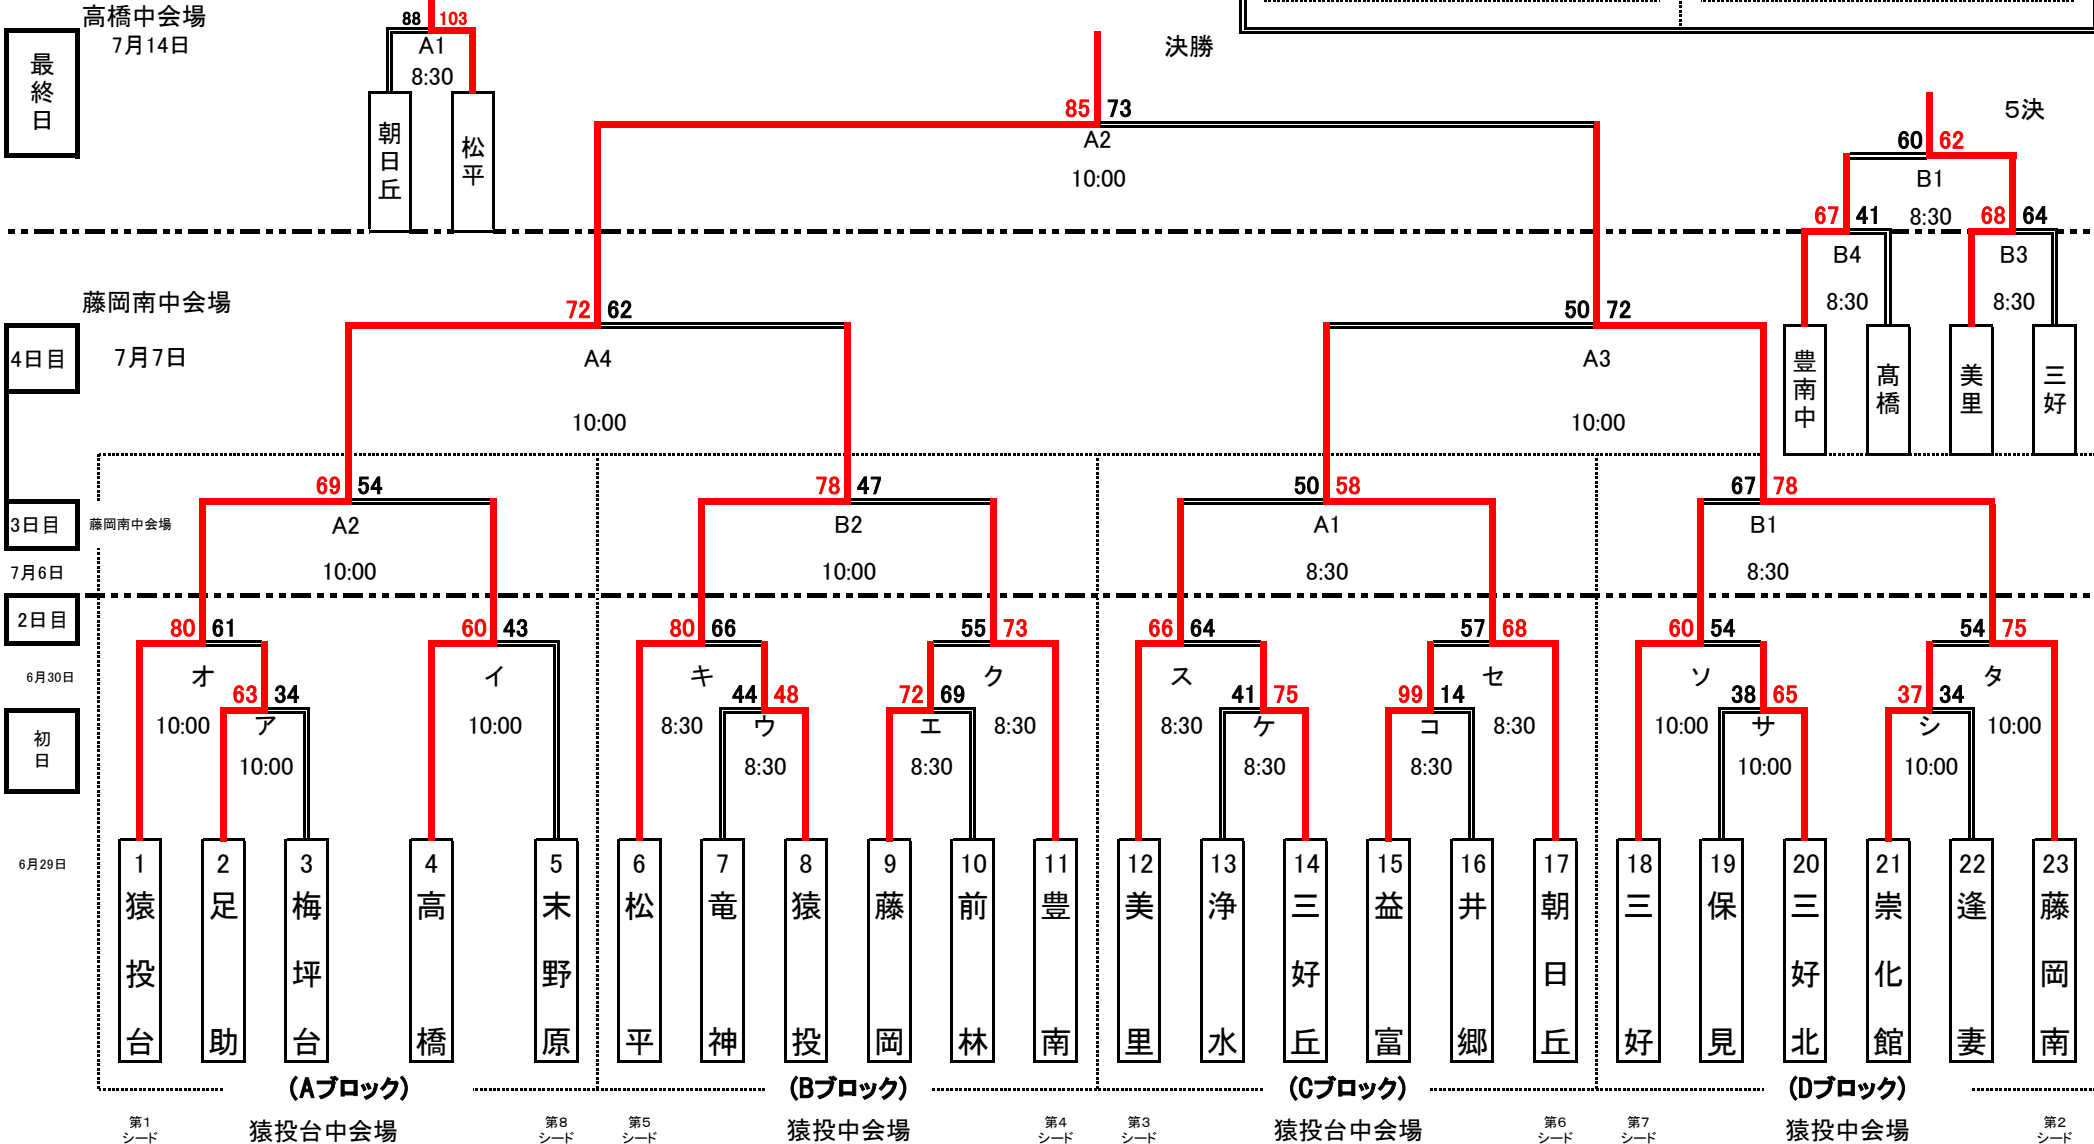 高橋中会場
7月14日
最終日
88 103
A1
8:30
朝日丘
松平
決勝
85 73
A2
10:00
5決
60 62
B1
8:30
67 41
B4
8:30
68 64
B3
8:30
豊南中
髙橋
美里
三好
藤岡南中会場
4日目
7月7日
72 62
A4
10:00
50 72
A3
10:00
3日目
藤岡南中会場
7月6日
69 54
A2
10:00
78 47
B2
10:00
50 58
A1
8:30
67 78
B1
8:30
2日目
6月30日
80 61
オ
10:00
60 43
イ
10:00
80 66
キ
8:30
55 73
ク
8:30
66 64
ス
8:30
57 68
セ
8:30
60 54
ソ
10:00
54 75
タ
10:00
初日
6月29日
63 34
ア
10:00
44 48
ウ
8:30
72 69
エ
8:30
41 75
ケ
8:30
99 14
コ
8:30
38 65
サ
10:00
37 34
シ
10:00
1 猿投台
2 足助
3 梅坪台
4 高橋
5 末野原
6 松平
7 竜神
8 猿投
9 藤岡
10 前林
11 豊南
12 美里
13 浄水
14 三好丘
15 益富
16 井郷
17 朝日丘
18 三好
19 保見
20 三好北
21 崇化館
22 逢妻
23 藤岡南
(Aブロック)
(Bブロック)
(Cブロック)
(Dブロック)
第1シード
猿投台中会場
第8シード
第5シード
猿投中会場
第4シード
第3シード
猿投台中会場
第6シード
第7シード
猿投中会場
第2シード